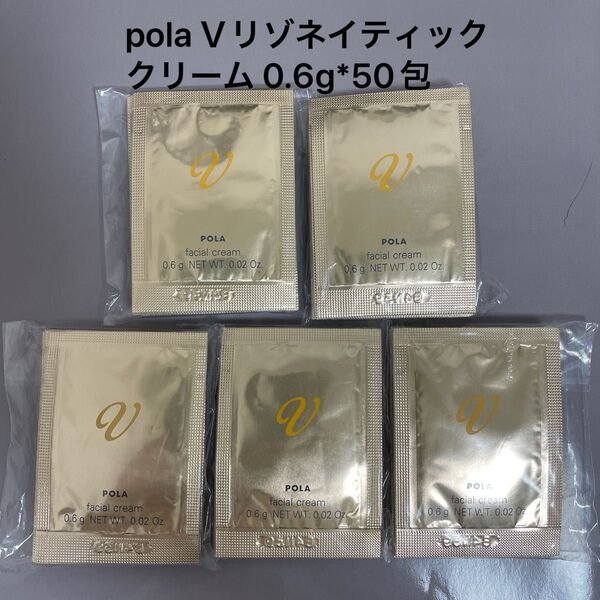 pola Vリゾネイティック
クリーム 0.6g*50包
V
POLA
facial cream
0.6 g NET WT. 0.02 Oz.
V
POLA
facial cream
0.6 g NET WT. 0.02 Oz.
V
POLA
facial cream
0.6 g NET WT. 0.02 Oz.
V
POLA
facial cream
0.6 g NET WT. 0.02 Oz.
V
POLA
facial cream
0.6 g NET WT. 0.02 Oz.